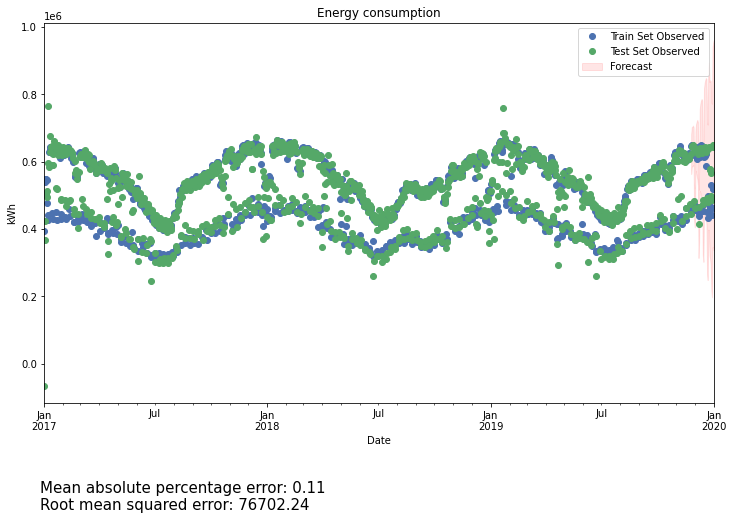 Energy consumption
1e6
1.0
0.8
0.6
0.4
0.2
0.0
kWh
Train Set Observed
Test Set Observed
Forecast
Jan Jul Jan Jul Jan Jul Jan
2017 2018 2019 2020
Date
Mean absolute percentage error: 0.11
Root mean squared error: 76702.24